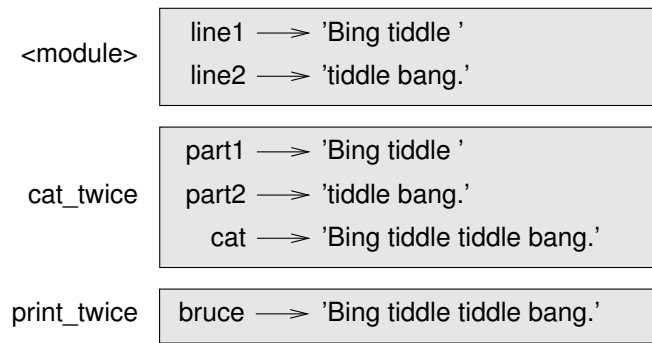 <module>
line1 ’Bing tiddle ’
line2 ’tiddle bang.’
cat_twice
part1 ’Bing tiddle ’
part2 ’tiddle bang.’
cat ’Bing tiddle tiddle bang.’
print_twice
bruce ’Bing tiddle tiddle bang.’